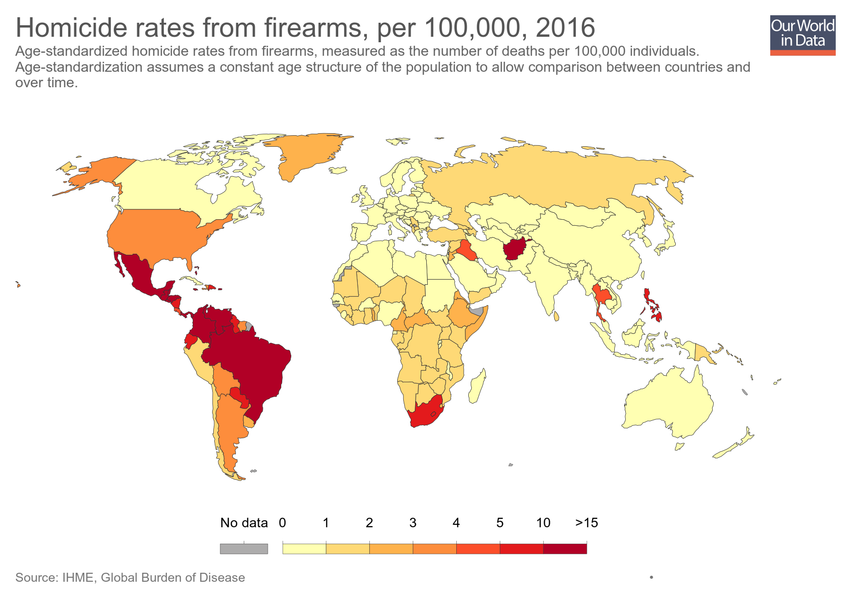 Homicide rates from firearms, per 100,000, 2016
Our World
in Data
Age-standardized homicide rates from firearms, measured as the number of deaths per 100,000 individuals.
Age-standardization assumes a constant age structure of the population to allow comparison between countries and
over time.
No data 0 1 2 3 4 5 10 >15
Source: IHME, Global Burden of Disease